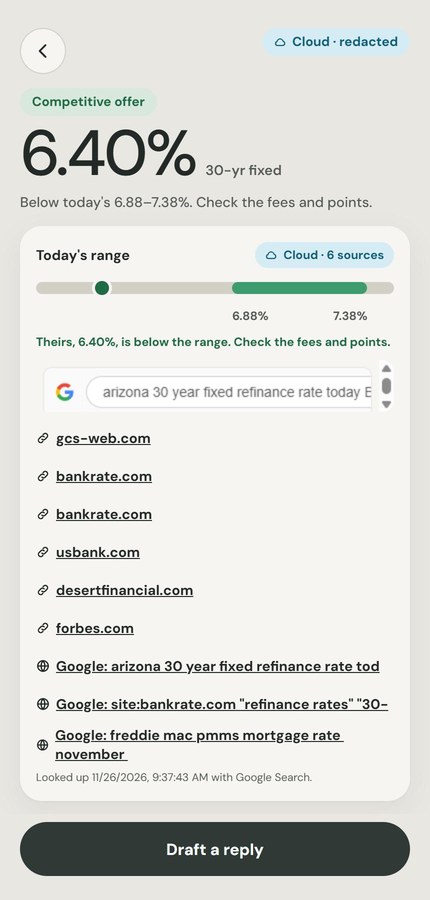 Cloud · redacted
Competitive offer
6.40% 30-yr fixed
Below today's 6.88–7.38%. Check the fees and points.
Today's range
Cloud · 6 sources
6.88% 7.38%
Theirs, 6.40%, is below the range. Check the fees and points.
arizona 30 year fixed refinance rate today
gcs-web.com
bankrate.com
bankrate.com
usbank.com
desertfinancial.com
forbes.com
Google: arizona 30 year fixed refinance rate tod
Google: site:bankrate.com "refinance rates" "30-
Google: freddie mac pmms mortgage rate
november
Looked up 11/26/2026, 9:37:43 AM with Google Search.
Draft a reply